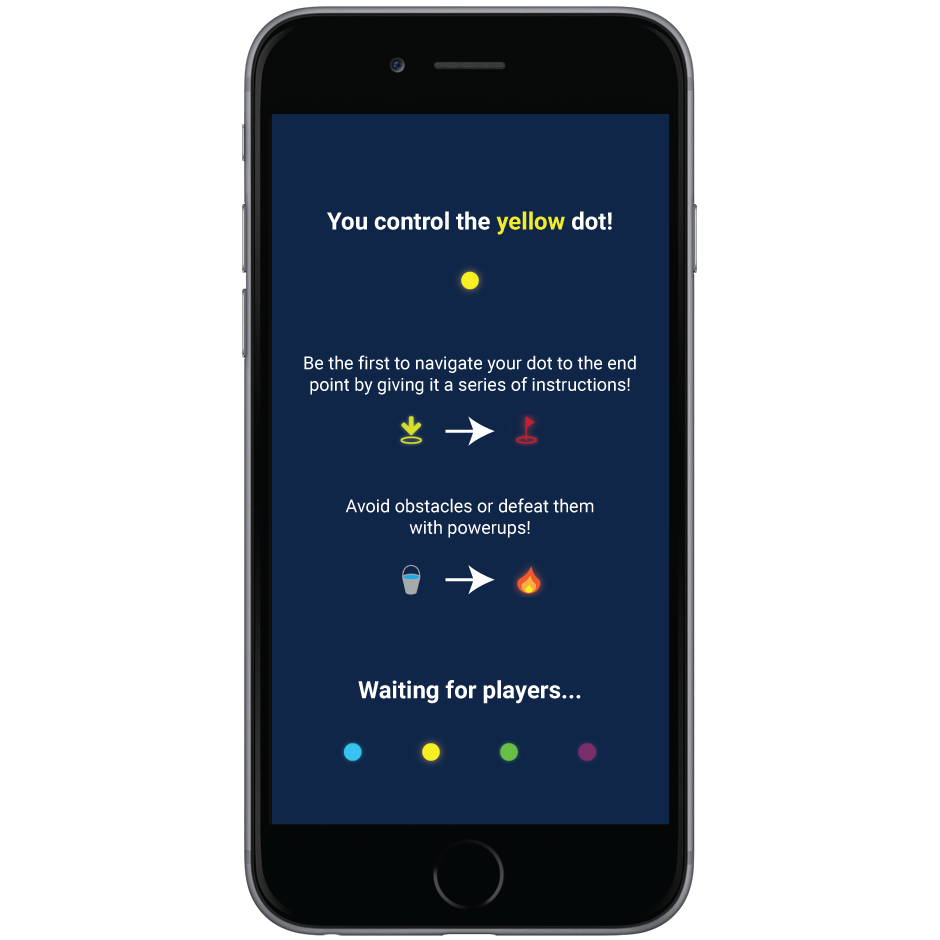 You control the yellow dot!
Be the first to navigate your dot to the end
point by giving it a series of instructions!
Avoid obstacles or defeat them
with powerups!
Waiting for players...